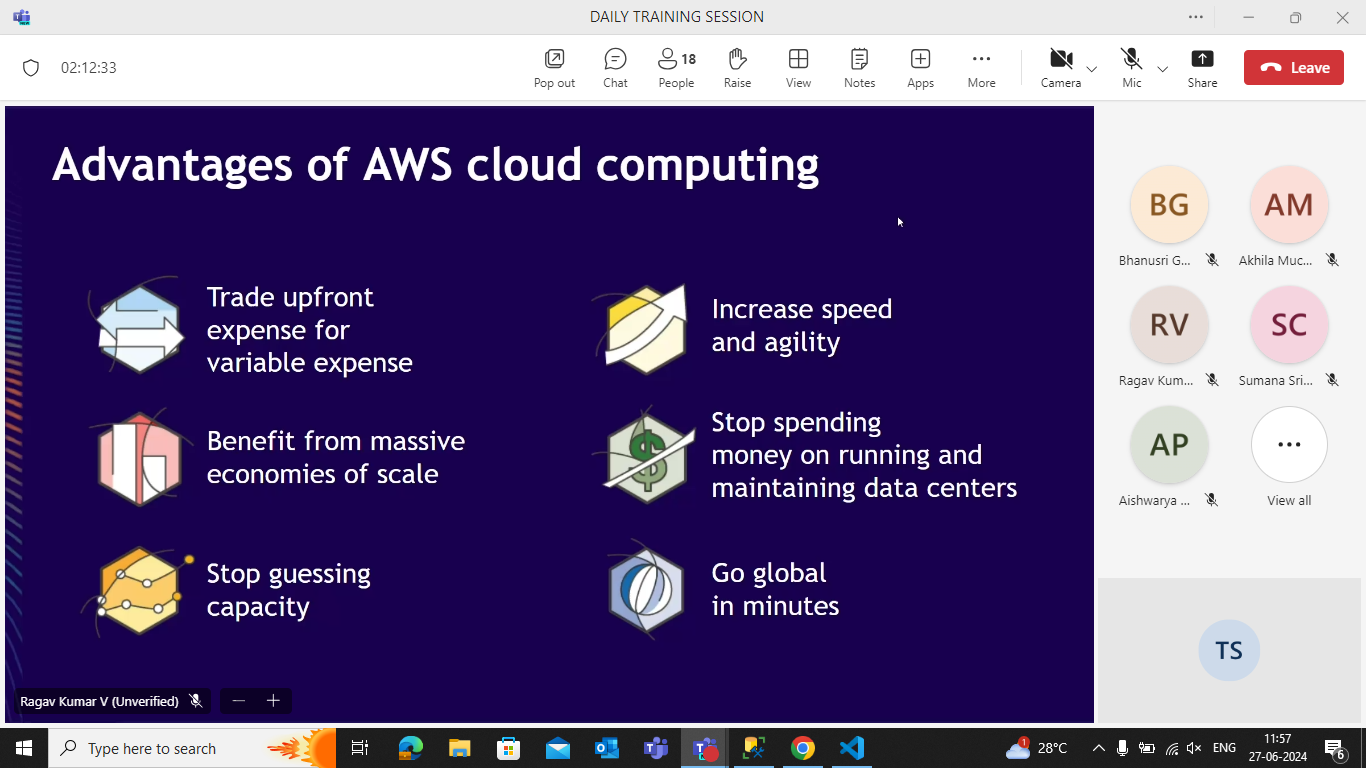 DAILY TRAINING SESSION
02:12:33
Pop out
Chat
18
People
Raise
View
Notes
Apps
More
Camera
Mic
Share
Leave
Advantages of AWS cloud computing
Trade upfront
expense for
variable expense
Increase speed
and agility
Benefit from massive
economies of scale
Stop spending
money on running and
maintaining data centers
Stop guessing
capacity
Go global
in minutes
Ragav Kumar V (Unverified)
BG
AM
Bhanusri G...
Akhila Muc...
RV
SC
Ragav Kum...
Sumana Sri...
AP
Aishwarya ...
View all
TS
Type here to search
1
28°C
ENG
11:57
27-06-2024
6